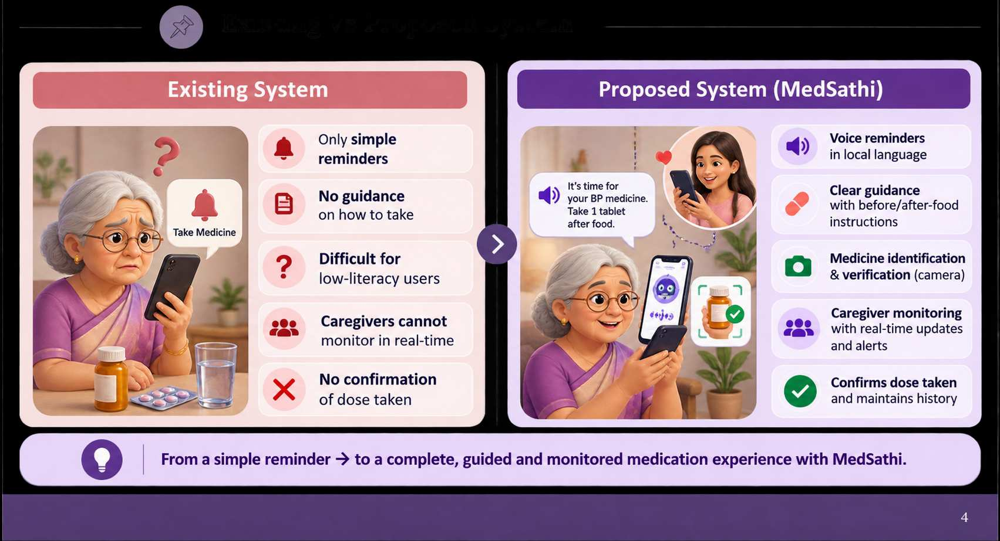 Existing vs Proposed System
Existing System
Take Medicine
Only simple
reminders
No guidance
on how to take
Difficult for
low-literacy users
Caregivers cannot
monitor in real-time
No confirmation
of dose taken
Proposed System (MedSathi)
It's time for
your BP medicine.
Take 1 tablet
after food.
Voice reminders
in local language
Clear guidance
with before/after-food
instructions
Medicine identification
& verification (camera)
Caregiver monitoring
with real-time updates
and alerts
Confirms dose taken
and maintains history
From a simple reminder → to a complete, guided and monitored medication experience with MedSathi.
4